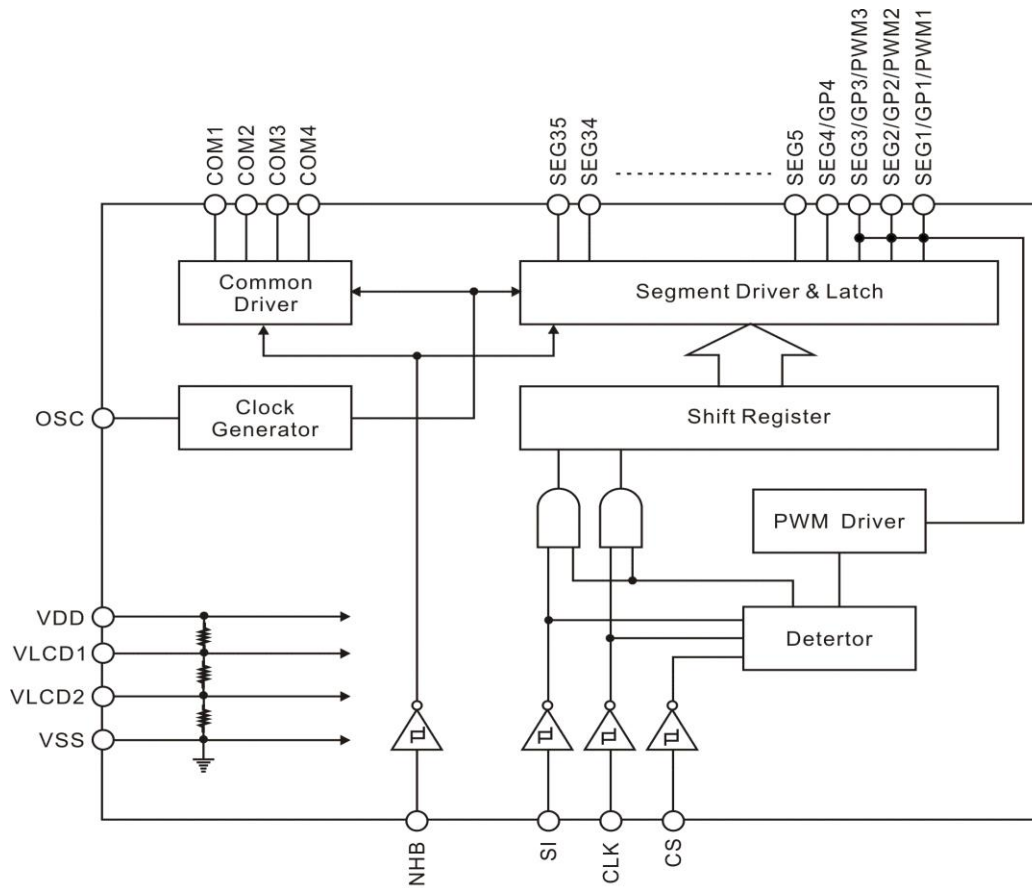 COM1
COM2
COM3
COM4
SEG35
SEG34
SEG5
SEG4/GP4
SEG3/GP3/PWM3
SEG2/GP2/PWM2
SEG1/GP1/PWM1
Common
Driver
Segment Driver & Latch
OSC
Clock
Generator
Shift Register
PWM Driver
VDD
VLCD1
VLCD2
VSS
Detertor
NHB
SI
CLK
CS